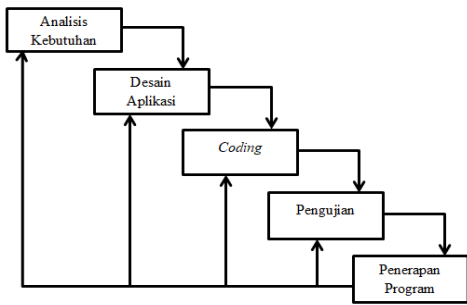 Analisis
Kebutuhan
Desain
Aplikasi
Coding
Pengujian
Penerapan
Program